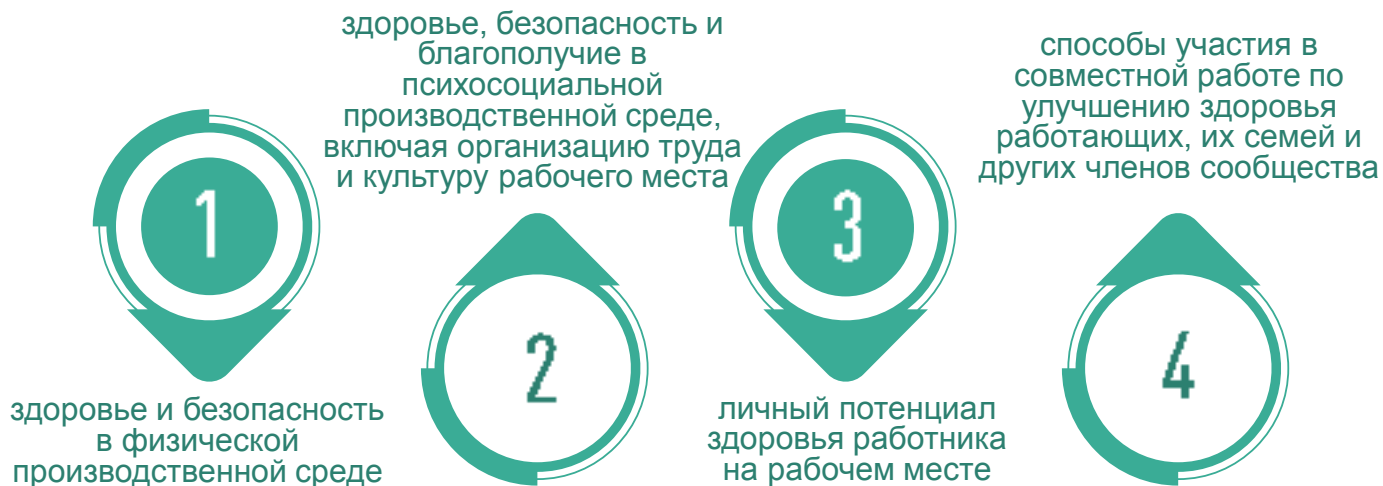 1
здоровье и безопасность
в физической
производственной среде
здоровье, безопасность и
благополучие в
психосоциальной
производственной среде,
включая организацию труда
и культуру рабочего места
2
3
личный потенциал
здоровья работника
на рабочем месте
способы участия в
совместной работе по
улучшению здоровья
работающих, их семей и
других членов сообщества
4